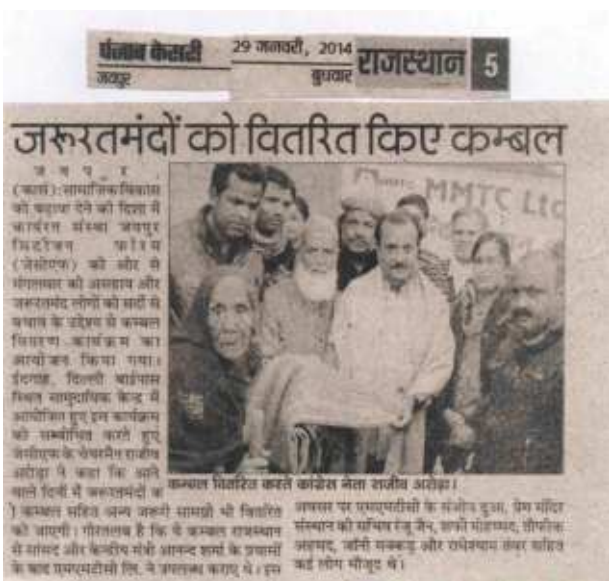 पंजाब केसरी
जयपुर
29 जनवरी, 2014
बुधवार
राजस्थान
5
जरूरतमंदों को वितरित किए कम्बल
MMTC Ltd
जयपुर,
(कासं):सामाजिक विकास
को बढ़ावा देने की दिशा में
कार्यरत संस्था जयपुर
सिटीजन फोरम
(जेसीएफ) की ओर से
मंगलवार को असहाय और
जरूरतमंद लोगों को सर्दी से
बचाव के उद्देश्य से कम्बल
वितरण कार्यक्रम का
आयोजन किया गया।
ईदगाह, दिल्ली बाईपास
स्थित सामुदायिक केन्द्र में
आयोजित हुए इस कार्यक्रम
को सम्बोधित करते हुए
जेसीएफ के चेयरमैन राजीव
अरोड़ा ने कहा कि आने
वाले दिनों में जरूरतमंदों क
कम्बल वितरित करते कांग्रेस नेता राजीव अरोड़ा।
कम्बल सहित अन्य जरूरी सामग्री भी वितरित
की जाएगी। गौरतलब है कि ये कम्बल राजस्थान
से सांसद और केन्द्रीय मंत्री आनन्द शर्मा के प्रयासों
के बाद एमएमटीसी लि. ने उपलब्ध कराए थे। इस
अवसर पर एमएमटीसी के संजीव दुआ, प्रेम मंदिर
संस्थान की सचिव रंजू जैन, शफी मोहम्मद, तौफीक
अहमद, जॉनी मक्कड़ और राधेश्याम तंवर सहित
कई लोग मौजूद थे।